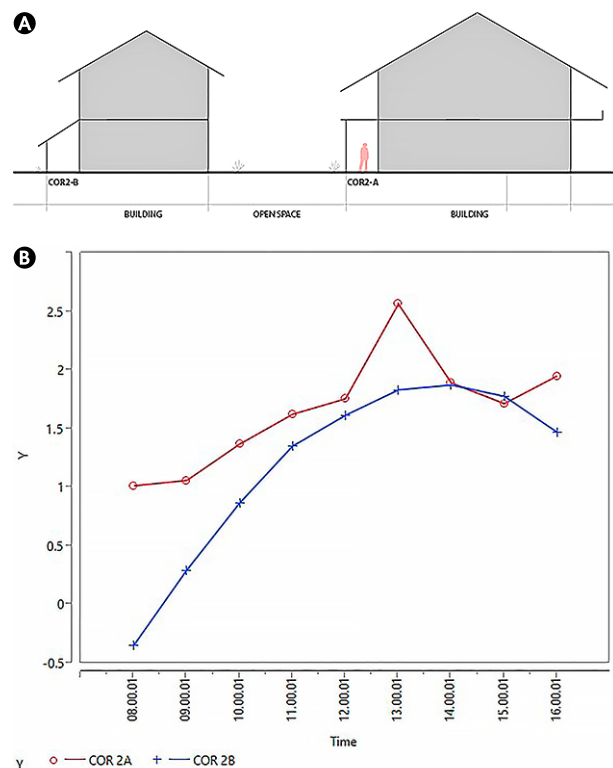 A
COR2-B
COR2-A
BUILDING
OPEN SPACE
BUILDING
B
2.5
2
1.5
1
0.5
0
-0.5
Y
08.00.01
09.00.01
10.00.01
11.00.01
12.00.01
13.00.01
14.00.01
15.00.01
16.00.01
Time
Y COR 2A COR 2B